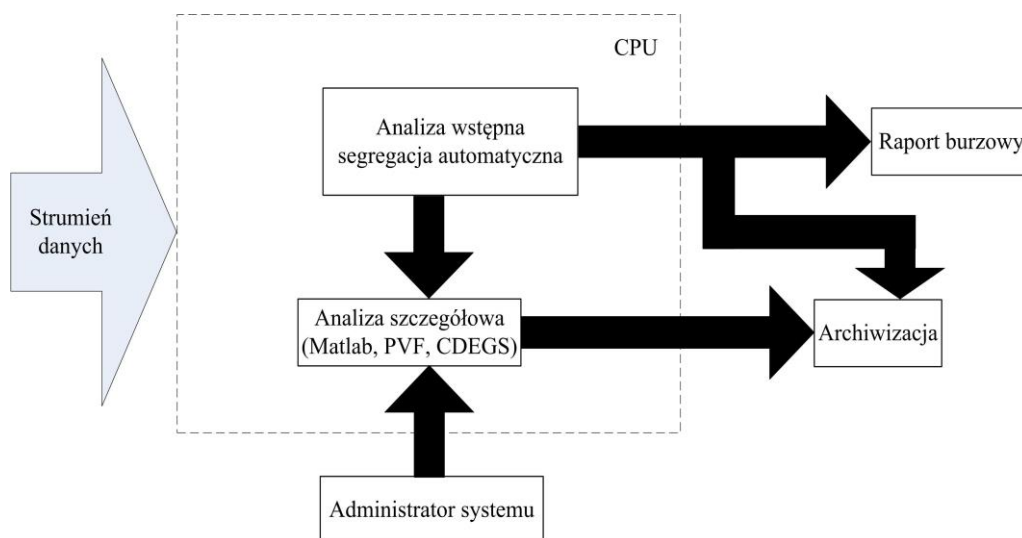 CPU
Analiza wstępna
segregacja automatyczna
Raport burzowy
Strumień
danych
Analiza szczegółowa
(Matlab, PVF, CDEGS)
Archiwizacja
Administrator systemu